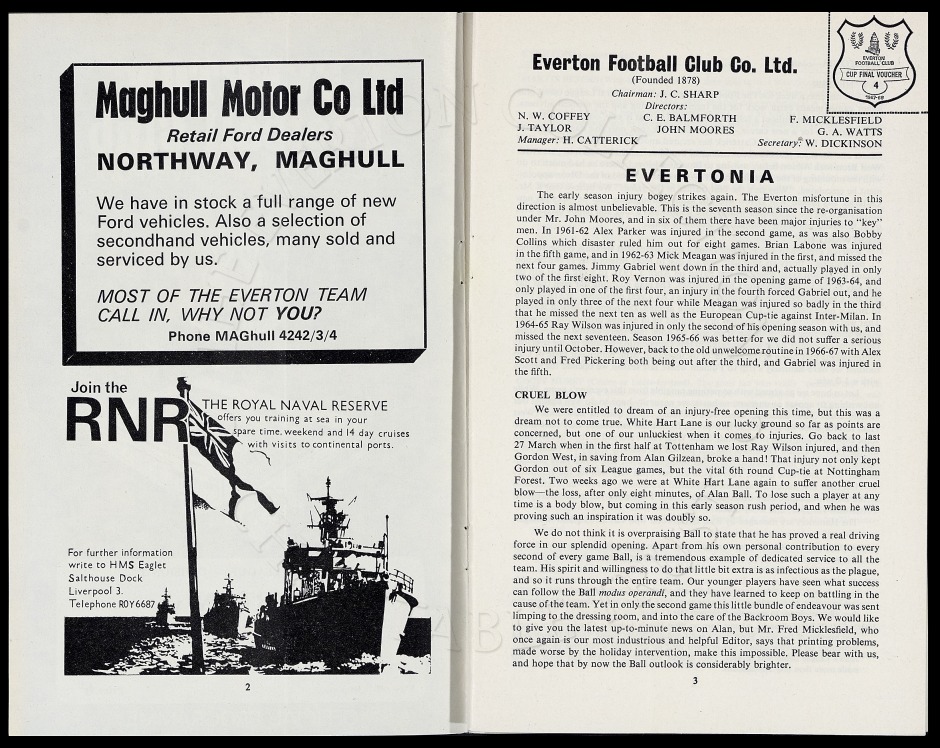 Maghull Motor Co Ltd
Retail Ford Dealers
NORTHWAY, MAGHULL
We have in stock a full range of new
Ford vehicles. Also a selection of
secondhand vehicles, many sold and
serviced by us.
MOST OF THE EVERTON TEAM
CALL IN, WHY NOT YOU?
Phone MAGhull 4242/3/4
Join the
RNR
THE ROYAL NAVAL RESERVE
offers you training at sea in your
spare time, weekend and 14 day cruises
with visits to continental ports.
For further information
write to HMS Eaglet
Salthouse Dock
Liverpool 3.
Telephone ROY6687
2
Everton Football Club Co. Ltd.
(Founded 1878)
Chairman: J. C. SHARP
Directors:
N. W. COFFEY C. E. BALMFORTH F. MICKLESFIELD
J. TAYLOR JOHN MOORES G. A. WATTS
Manager: H. CATTERICK Secretary: W. DICKINSON
EVERTON
FOOTBALL CLUB
CUP FINAL VOUCHER
4
1967-68
EVERTONIA
The early season injury bogey strikes again. The Everton misfortune in this
direction is almost unbelievable. This is the seventh season since the re-organisation
under Mr. John Moores, and in six of them there have been major injuries to "key"
men. In 1961-62 Alex Parker was injured in the second game, as was also Bobby
Collins which disaster ruled him out for eight games. Brian Labone was injured
in the fifth game, and in 1962-63 Mick Meagan was injured in the first, and missed the
next four games. Jimmy Gabriel went down in the third and, actually played in only
two of the first eight. Roy Vernon was injured in the opening game of 1963-64, and
only played in one of the first four, an injury in the fourth forced Gabriel out, and he
played in only three of the next four while Meagan was injured so badly in the third
that he missed the next ten as well as the European Cup-tie against Inter-Milan. In
1964-65 Ray Wilson was injured in only the second of his opening season with us, and
missed the next seventeen. Season 1965-66 was better for we did not suffer a serious
injury until October. However, back to the old unwelcome routine in 1966-67 with Alex
Scott and Fred Pickering both being out after the third, and Gabriel was injured in
the fifth.
CRUEL BLOW
We were entitled to dream of an injury-free opening this time, but this was a
dream not to come true. White Hart Lane is our lucky ground so far as points are
concerned, but one of our unluckiest when it comes to injuries. Go back to last
27 March when in the first half at Tottenham we lost Ray Wilson injured, and then
Gordon West, in saving from Alan Gilzean, broke a hand! That injury not only kept
Gordon out of six League games, but the vital 6th round Cup-tie at Nottingham
Forest. Two weeks ago we were at White Hart Lane again to suffer another cruel
blow—the loss, after only eight minutes, of Alan Ball. To lose such a player at any
time is a body blow, but coming in this early season rush period, and when he was
proving such an inspiration it was doubly so.
We do not think it is overpraising Ball to state that he has proved a real driving
force in our splendid opening. Apart from his own personal contribution to every
second of every game Ball, is a tremendous example of dedicated service to all the
team. His spirit and willingness to do that little bit extra is as infectious as the plague,
and so it runs through the entire team. Our younger players have seen what success
can follow the Ball modus operandi, and they have learned to keep on battling in the
cause of the team. Yet in only the second game this little bundle of endeavour was sent
limping to the dressing room, and into the care of the Backroom Boys. We would like
to give you the latest up-to-minute news on Alan, but Mr. Fred Micklesfield, who
once again is our most industrious and helpful Editor, says that printing problems,
made worse by the holiday intervention, make this impossible. Please bear with us,
and hope that by now the Ball outlook is considerably brighter.
3